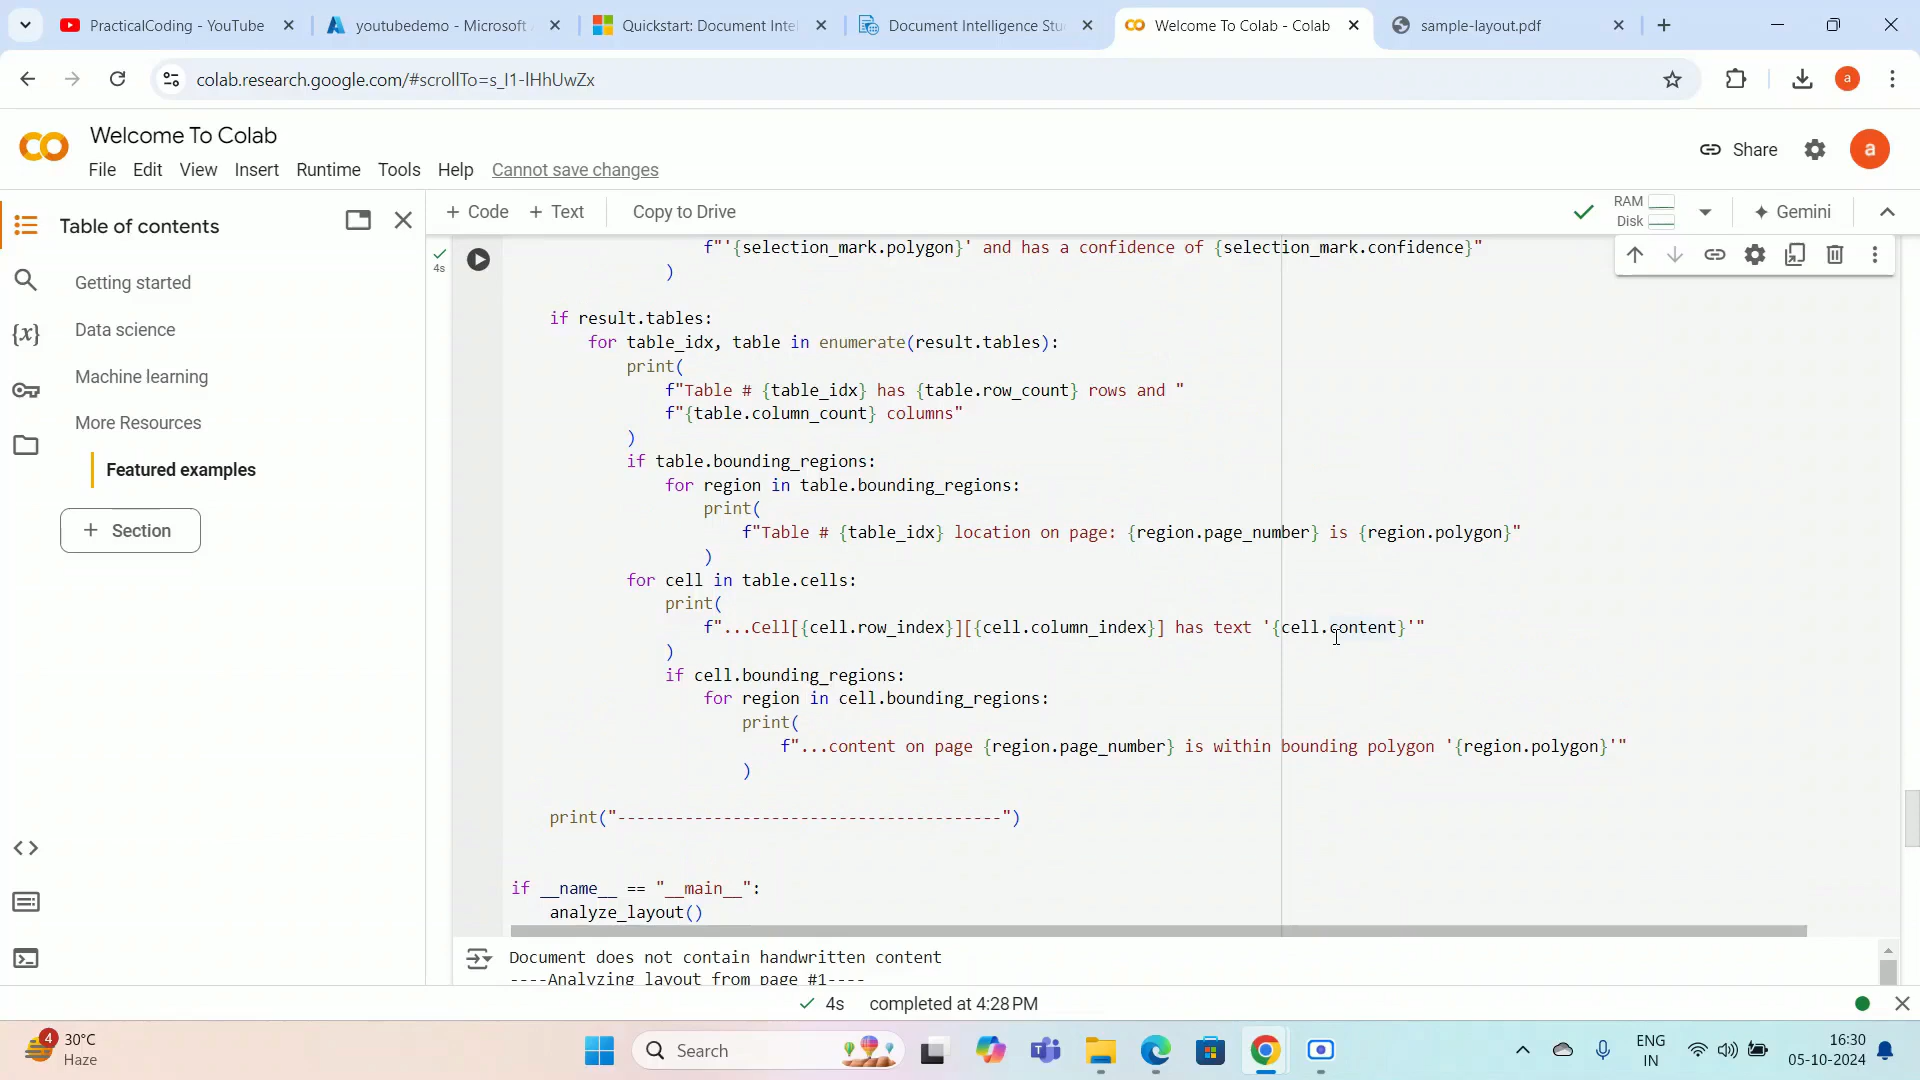 PracticalCoding - YouTube
youtubedemo - Microsoft
Quickstart: Document Intel
Document Intelligence Stu
Welcome To Colab - Colab
sample-layout.pdf
colab.research.google.com/#scrollTo=s_I1-lHhUwZx
a
Welcome To Colab
File Edit View Insert Runtime Tools Help Cannot save changes
Share
a
Table of contents
+ Code + Text Copy to Drive
RAM
Disk
Gemini
Getting started
Data science
Machine learning
More Resources
Featured examples
+ Section
4s
f"'{selection_mark.polygon}' and has a confidence of {selection_mark.confidence}"
)
if result.tables:
for table_idx, table in enumerate(result.tables):
print(
f"Table # {table_idx} has {table.row_count} rows and "
f"{table.column_count} columns"
)
if table.bounding_regions:
for region in table.bounding_regions:
print(
f"Table # {table_idx} location on page: {region.page_number} is {region.polygon}"
)
for cell in table.cells:
print(
f"...Cell[{cell.row_index}][{cell.column_index}] has text '{cell.content}'"
)
if cell.bounding_regions:
for region in cell.bounding_regions:
print(
f"...content on page {region.page_number} is within bounding polygon '{region.polygon}'"
)
print("----------------------------------------")
if __name__ == "__main__":
analyze_layout()
Document does not contain handwritten content
----Analyzing layout from page #1----
4s completed at 4:28 PM
4
30°C
Haze
Search
ENG
IN
16:30
05-10-2024